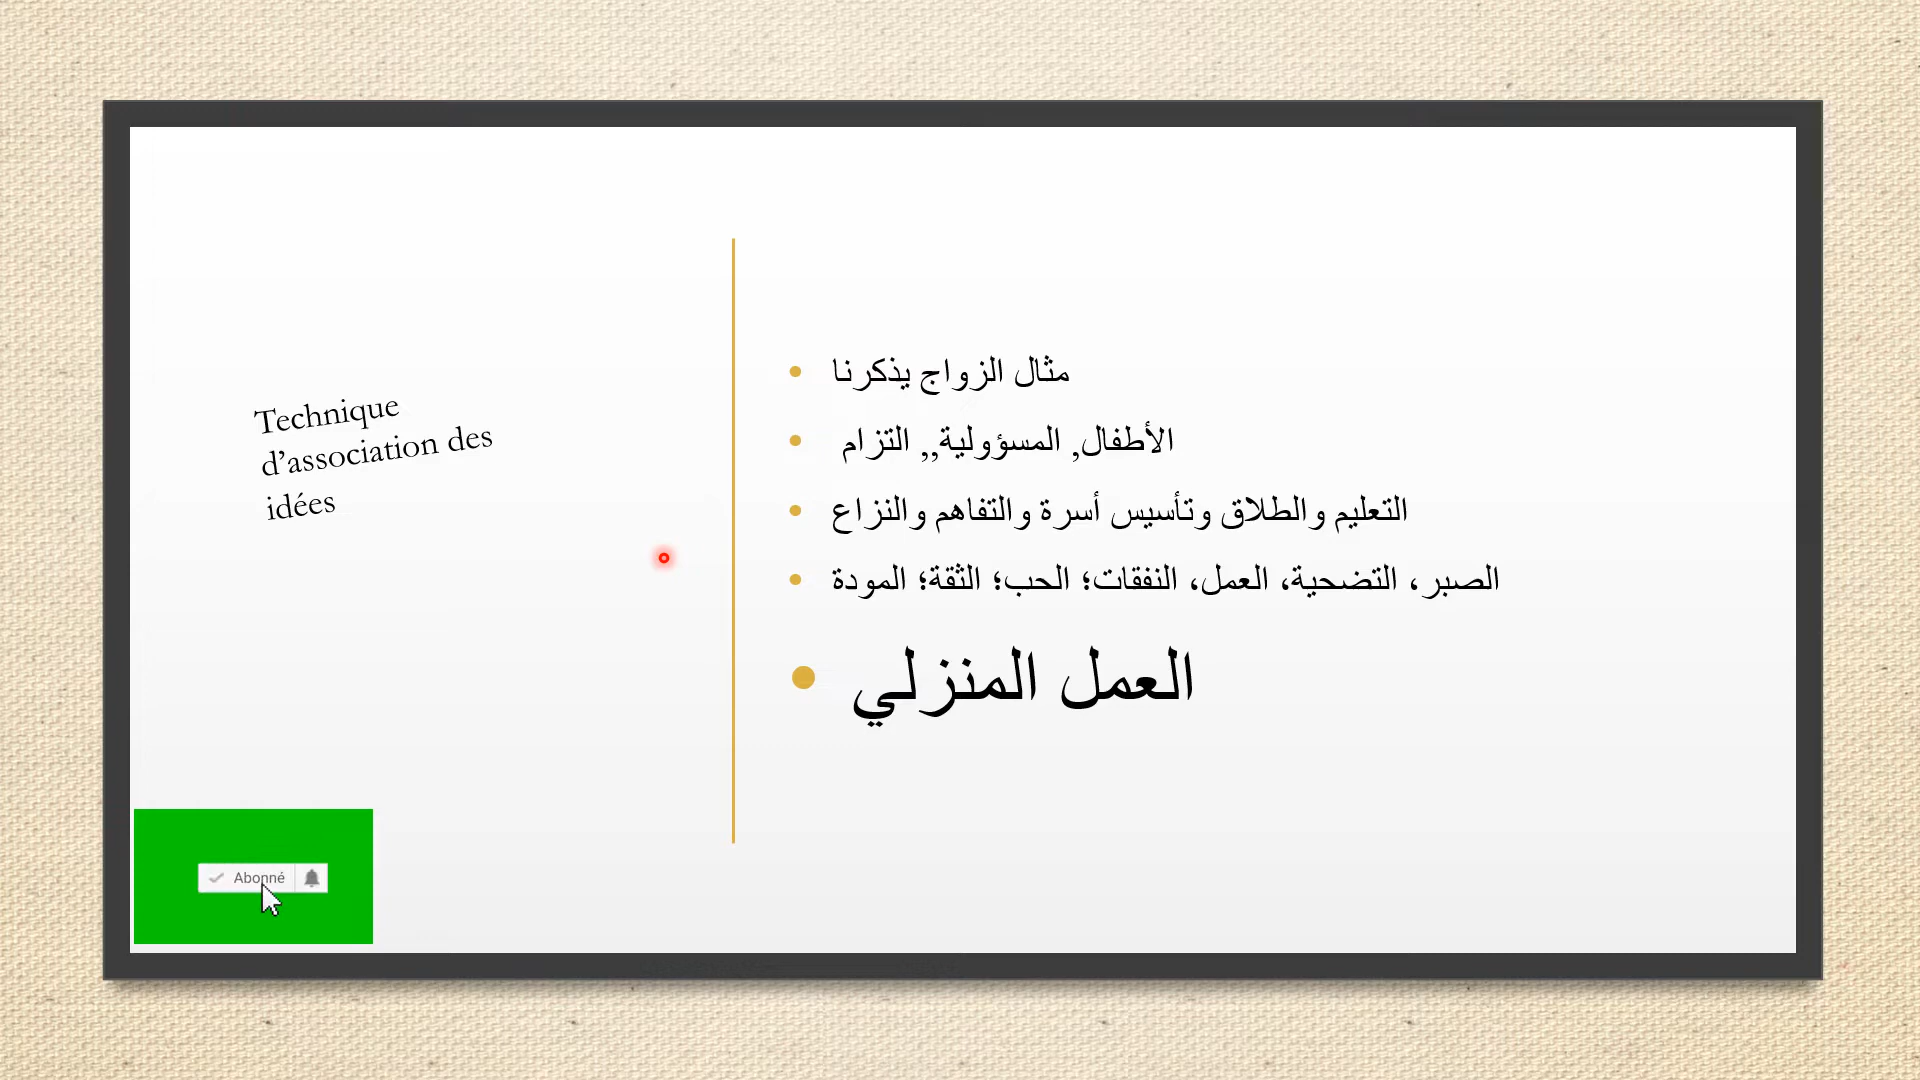 Technique
d’association des
idées
مثال الزواج يذكرنا
الأطفال, المسؤولية,, التزام
التعليم والطلاق وتأسيس أسرة والتفاهم والنزاع
الصبر، التضحية، العمل، النفقات؛ الحب؛ الثقة؛ المودة
العمل المنزلي
Abonné